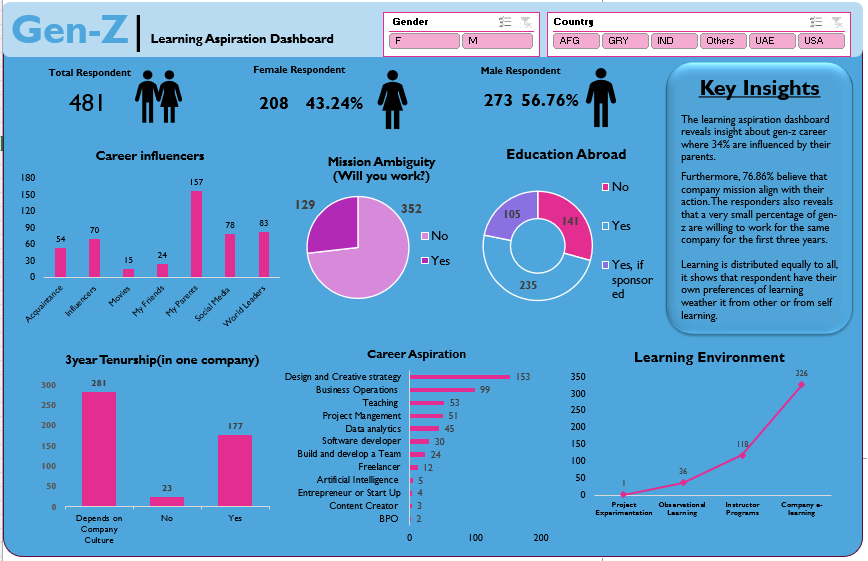 Gen-Z
Learning Aspiration Dashboard
Gender
F
M
Country
AFG
GRY
IND
Others
UAE
USA
Total Respondent
481
Female Respondent
208 43.24%
Male Respondent
273 56.76%
Key Insights
The learning aspiration dashboard
reveals insight about gen-z career
where 34% are influenced by their
parents.
Furthermore, 76.86% believe that
company mission align with their
action. The responders also reveals
that a very small percentage of gen-
z are willing to work for the same
company for the first three years.
Learning is distributed equally to all,
it shows that respondent have their
own preferences of learning
weather it from other or from self
learning.
Career influencers
180
150
120
90
60
30
0
54
70
15
24
157
78
83
Acquaintance
Influencers
Movies
My Friends
My Parents
Social Media
World Leaders
Mission Ambiguity
(Will you work?)
129
352
No
Yes
Education Abroad
105
141
235
No
Yes
Yes, if
sponsor
ed
3year Tenurship(in one company)
300
250
200
150
100
50
0
281
23
177
Depends on
Company
Culture
No
Yes
Career Aspiration
Design and Creative strategy 153
Business Operations 99
Teaching 53
Project Mangement 51
Data analytics 45
Software developer 30
Build and develop a Team 24
Freelancer 12
Artificial Intelligence 5
Entrepreneur or Start Up 4
Content Creator 3
BPO 2
0 100 200
Learning Environment
350
300
250
200
150
100
50
0
1
36
118
326
Project
Experimentation
Observational
Learning
Instructor
Programs
Company e-
learning